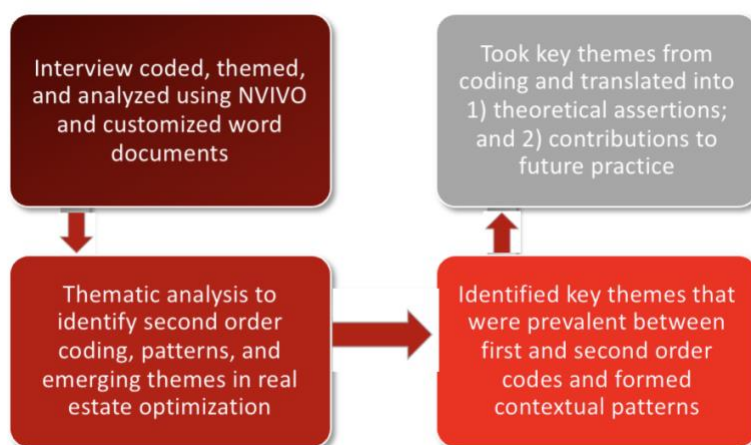 Interview coded, themed,
and analyzed using NVIVO
and customized word
documents
Thematic analysis to
identify second order
coding, patterns, and
emerging themes in real
estate optimization
Identified key themes that
were prevalent between
first and second order
codes and formed
contextual patterns
Took key themes from
coding and translated into
1) theoretical assertions;
and 2) contributions to
future practice